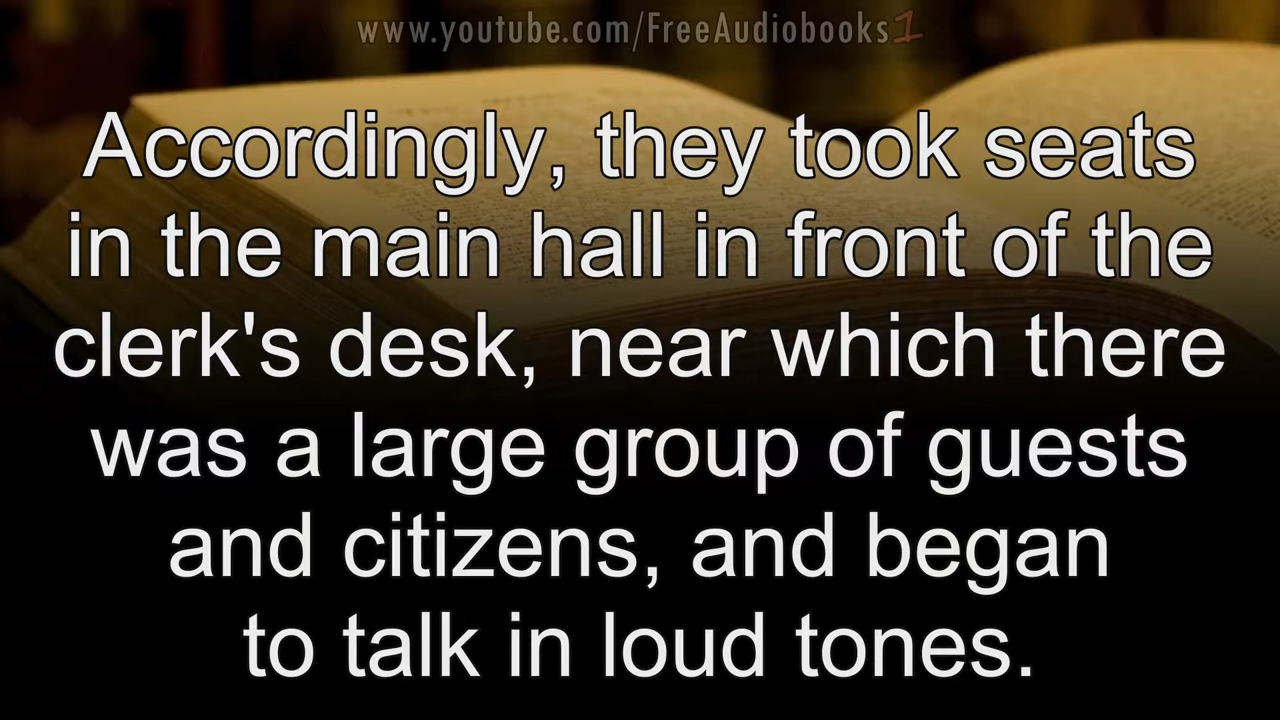 www.youtube.com/FreeAudiobooks1
Accordingly, they took seats
in the main hall in front of the
clerk's desk, near which there
was a large group of guests
and citizens, and began
to talk in loud tones.